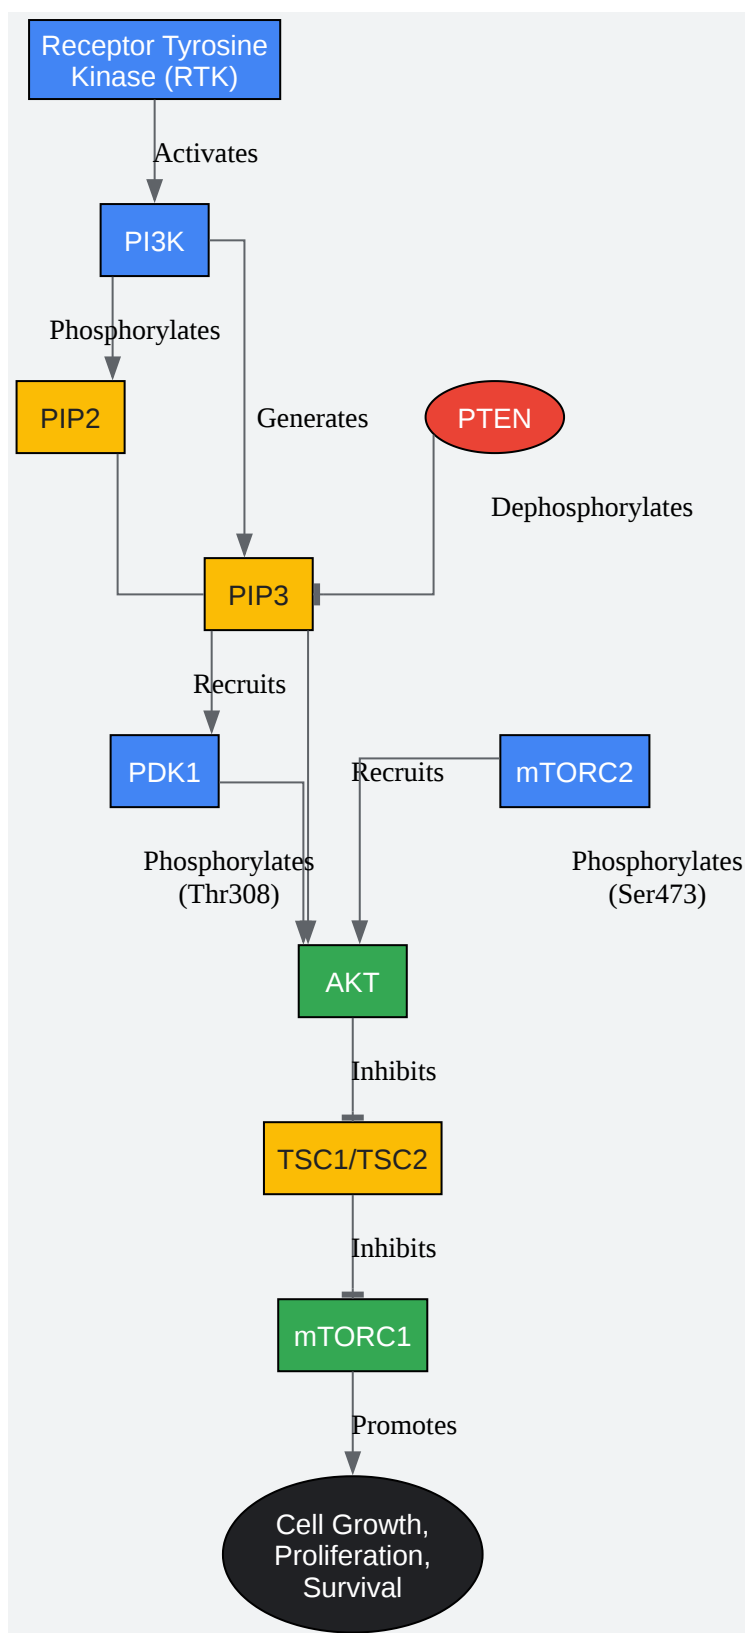 Receptor Tyrosine
Kinase (RTK)
Activates
PI3K
Phosphorylates
PIP2
Generates
PTEN
Dephosphorylates
PIP3
Recruits
PDK1
Recruits
mTORC2
Phosphorylates
(Thr308)
Phosphorylates
(Ser473)
AKT
Inhibits
TSC1/TSC2
Inhibits
mTORC1
Promotes
Cell Growth,
Proliferation,
Survival